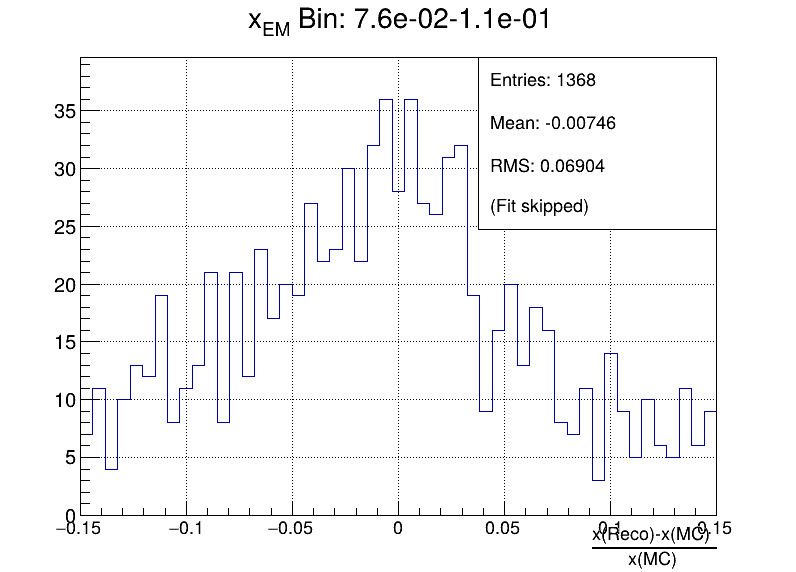 xEM Bin: 7.6e-02-1.1e-01
Entries: 1368
Mean: -0.00746
RMS: 0.06904
(Fit skipped)
35
30
25
20
15
10
5
0
−0.15 −0.1 −0.05 0 0.05 0.1 0.15
x(Reco)-x(MC)
x(MC)